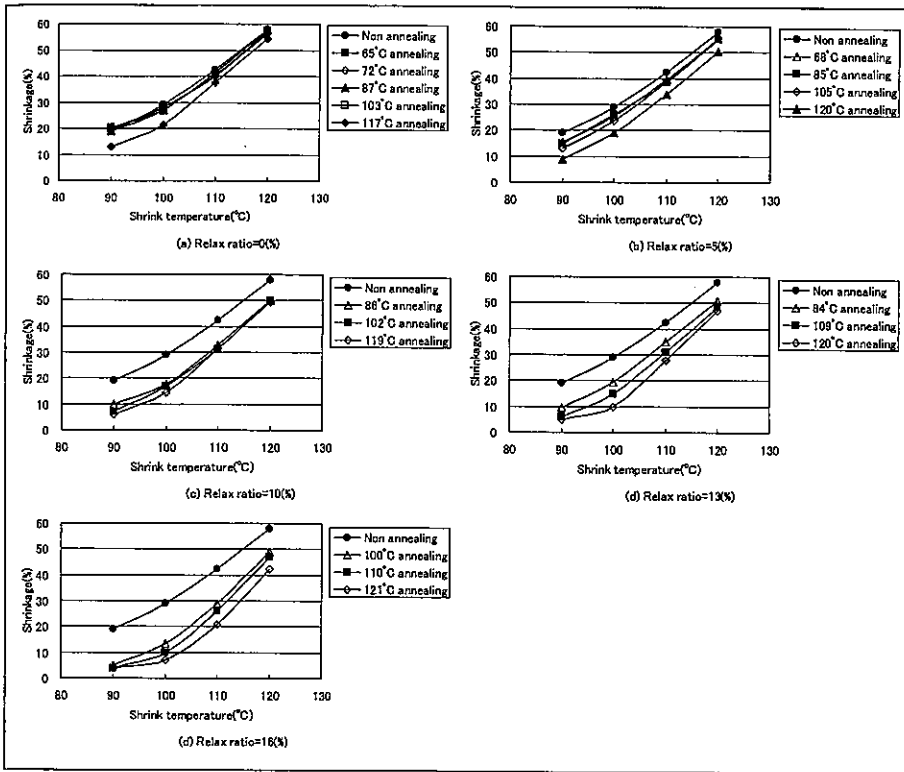 60
50
40
30
20
10
0
80 90 100 110 120 130
Shrinkage(%)
Shrink temperature(°C)
Non annealing
65°C annealing
72°C annealing
87°C annealing
103°C annealing
117°C annealing
(a) Relax ratio=0(%)
60
50
40
30
20
10
0
80 90 100 110 120 130
Shrinkage(%)
Shrink temperature(°C)
Non annealing
68°C annealing
85°C annealing
105°C annealing
120°C annealing
(b) Relax ratio=5(%)
60
50
40
30
20
10
0
80 90 100 110 120 130
Shrinkage(%)
Shrink temperature(°C)
Non annealing
86°C annealing
102°C annealing
119°C annealing
(c) Relax ratio=10(%)
60
50
40
30
20
10
0
80 90 100 110 120 130
Shrinkage(%)
Shrink temperature(°C)
Non annealing
84°C annealing
109°C annealing
120°C annealing
(d) Relax ratio=13(%)
60
50
40
30
20
10
0
80 90 100 110 120 130
Shrinkage(%)
Shrink temperature(°C)
Non annealing
100°C annealing
110°C annealing
121°C annealing
(d) Relax ratio=16(%)